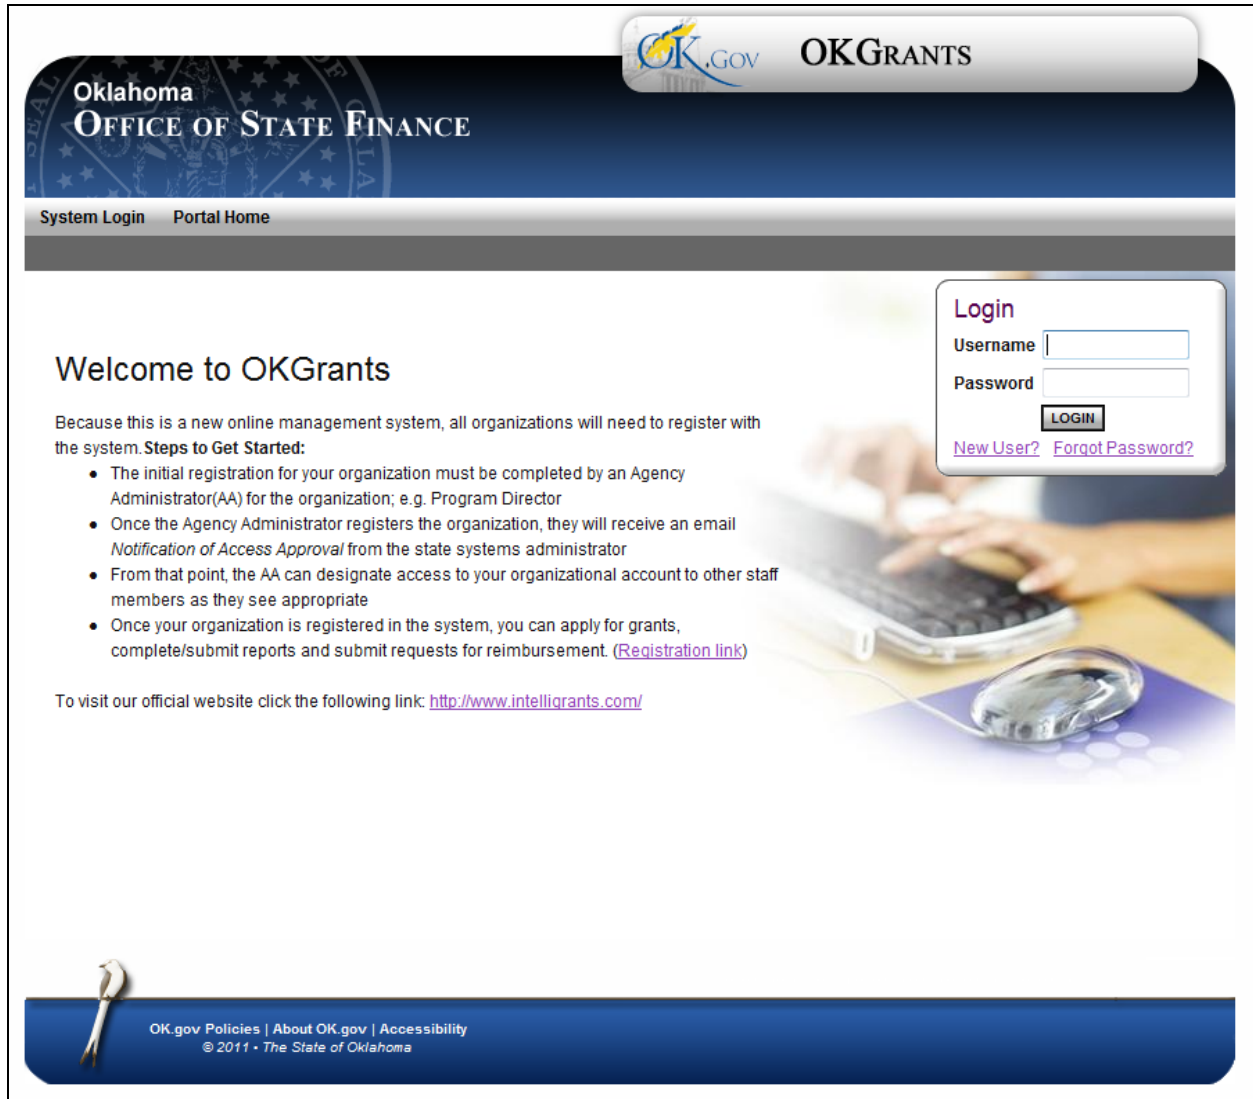 OK.GOV OKGRANTS
Oklahoma
OFFICE OF STATE FINANCE
System Login Portal Home
Login
Username
Password
LOGIN
New User? Forgot Password?
Welcome to OKGrants
Because this is a new online management system, all organizations will need to register with
the system. Steps to Get Started:
● The initial registration for your organization must be completed by an Agency
Administrator(AA) for the organization; e.g. Program Director
● Once the Agency Administrator registers the organization, they will receive an email
Notification of Access Approval from the state systems administrator
● From that point, the AA can designate access to your organizational account to other staff
members as they see appropriate
● Once your organization is registered in the system, you can apply for grants,
complete/submit reports and submit requests for reimbursement. (Registration link)
To visit our official website click the following link: http://www.intelligrants.com/
OK.gov Policies | About OK.gov | Accessibility
© 2011 • The State of Oklahoma